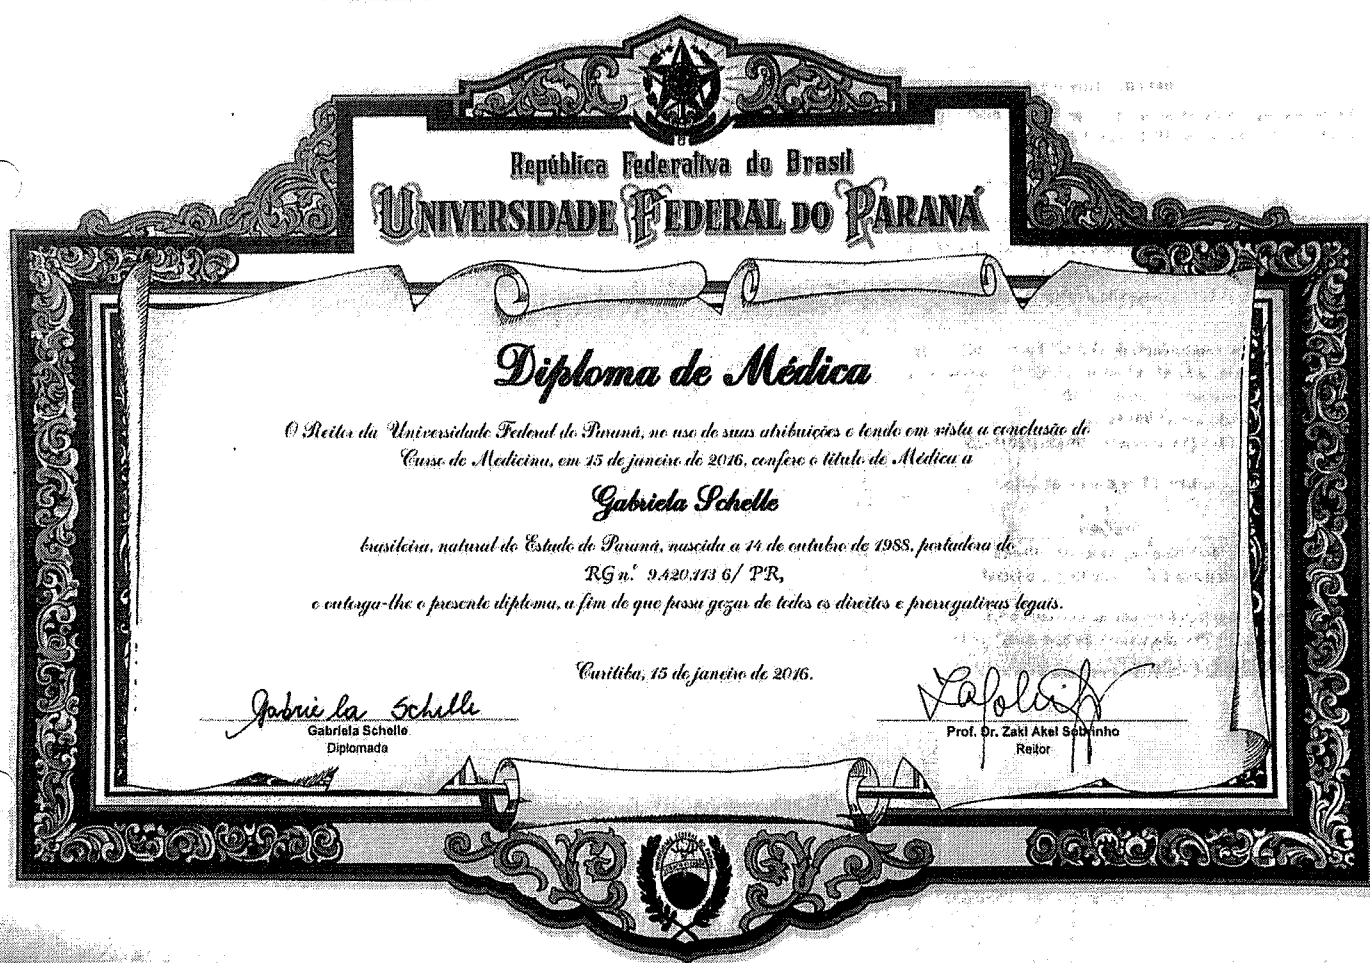 República Federativa do Brasil
UNIVERSIDADE FEDERAL DO PARANÁ
Diploma de Médica
O Reitor da Universidade Federal do Paraná, no uso de suas atribuições e tendo em vista a conclusão do
Curso de Medicina, em 15 de janeiro de 2016, confere o título de Médica a
Gabriela Schelle
brasileira, natural do Estado do Paraná, nascida a 14 de outubro de 1988, portadora do
RG n.º 9.420.113 6/ PR,
e outorga-lhe o presente diploma, a fim de que possa gozar de todos os direitos e prerrogativas legais.
Curitiba, 15 de janeiro de 2016.
Gabriela Schelle
Gabriela Schelle
Diplomada
Prof. Dr. Zaki Akel Sobrinho
Reitor